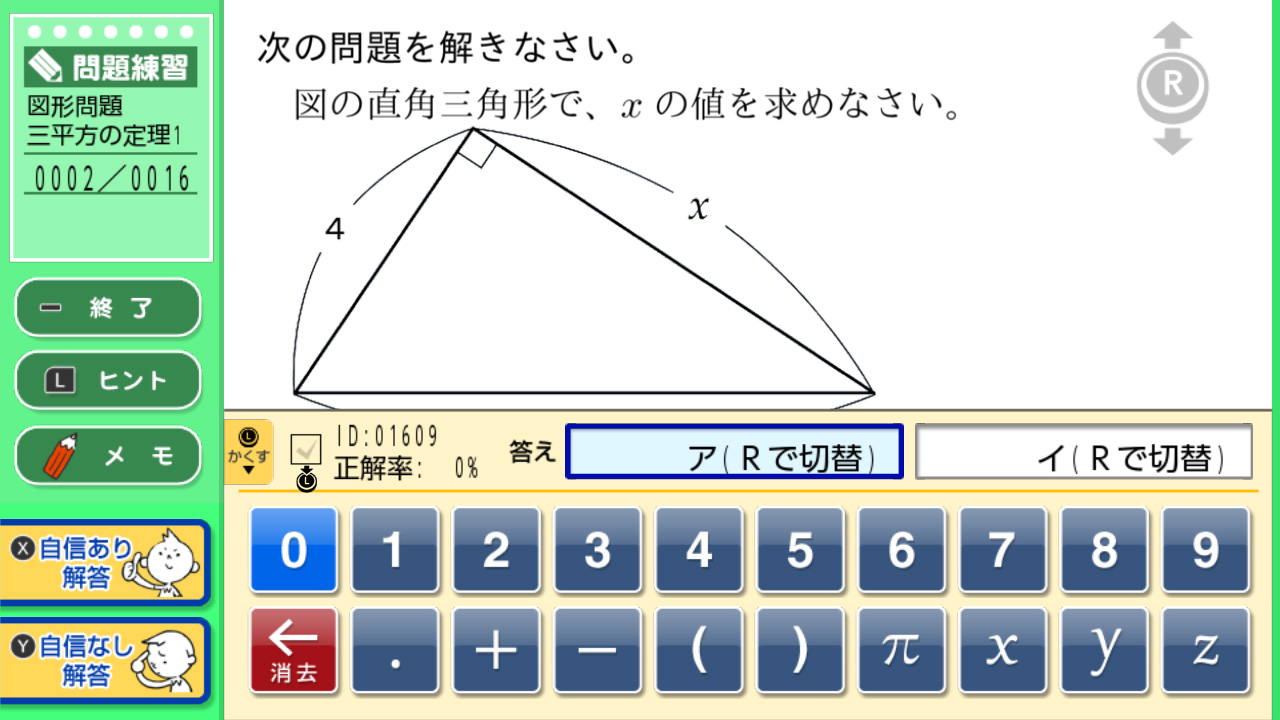 問題練習
図形問題
三平方の定理1
0002/0016
終了
L ヒント
メモ
X 自信あり
解答
Y 自信なし
解答
次の問題を解きなさい。
図の直角三角形で、x の値を求めなさい。
R
4
x
L
かくす
L
ID:01609
正解率: 0%
答え
ア(Rで切替)
イ(Rで切替)
0 1 2 3 4 5 6 7 8 9
← 消去 . + − ( ) π x y z